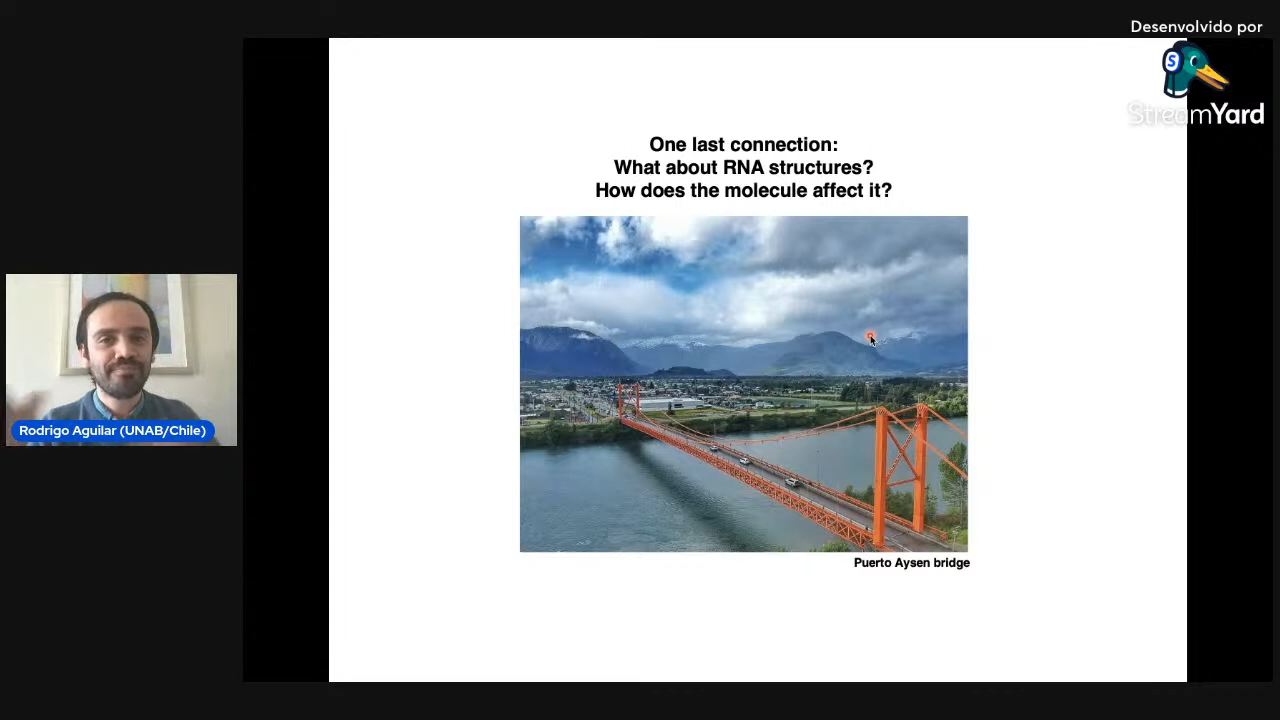 Desenvolvido por
StreamYard
One last connection:
What about RNA structures?
How does the molecule affect it?
Rodrigo Aguilar (UNAB/Chile)
Puerto Aysen bridge